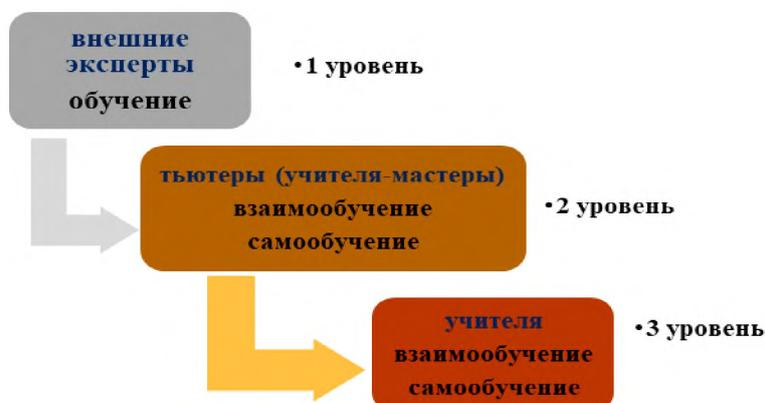 внешние
эксперты
обучение
•1 уровень
тьютеры (учителя-мастеры)
взаимообучение
самообучение
•2 уровень
учителя
взаимообучение
самообучение
•3 уровень